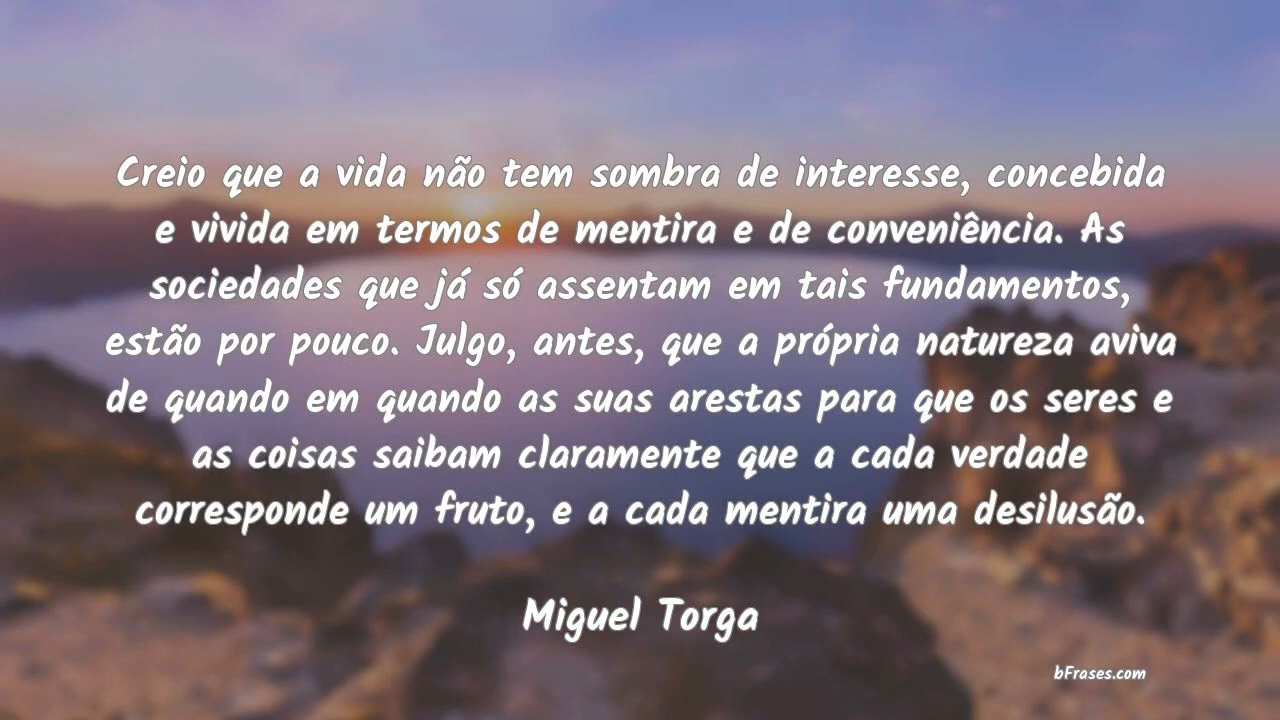 Creio que a vida não tem sombra de interesse, concebida
e vivida em termos de mentira e de conveniência. As
sociedades que já só assentam em tais fundamentos,
estão por pouco. Julgo, antes, que a própria natureza aviva
de quando em quando as suas arestas para que os seres e
as coisas saibam claramente que a cada verdade
corresponde um fruto, e a cada mentira uma desilusão.
Miguel Torga
bFrases.com